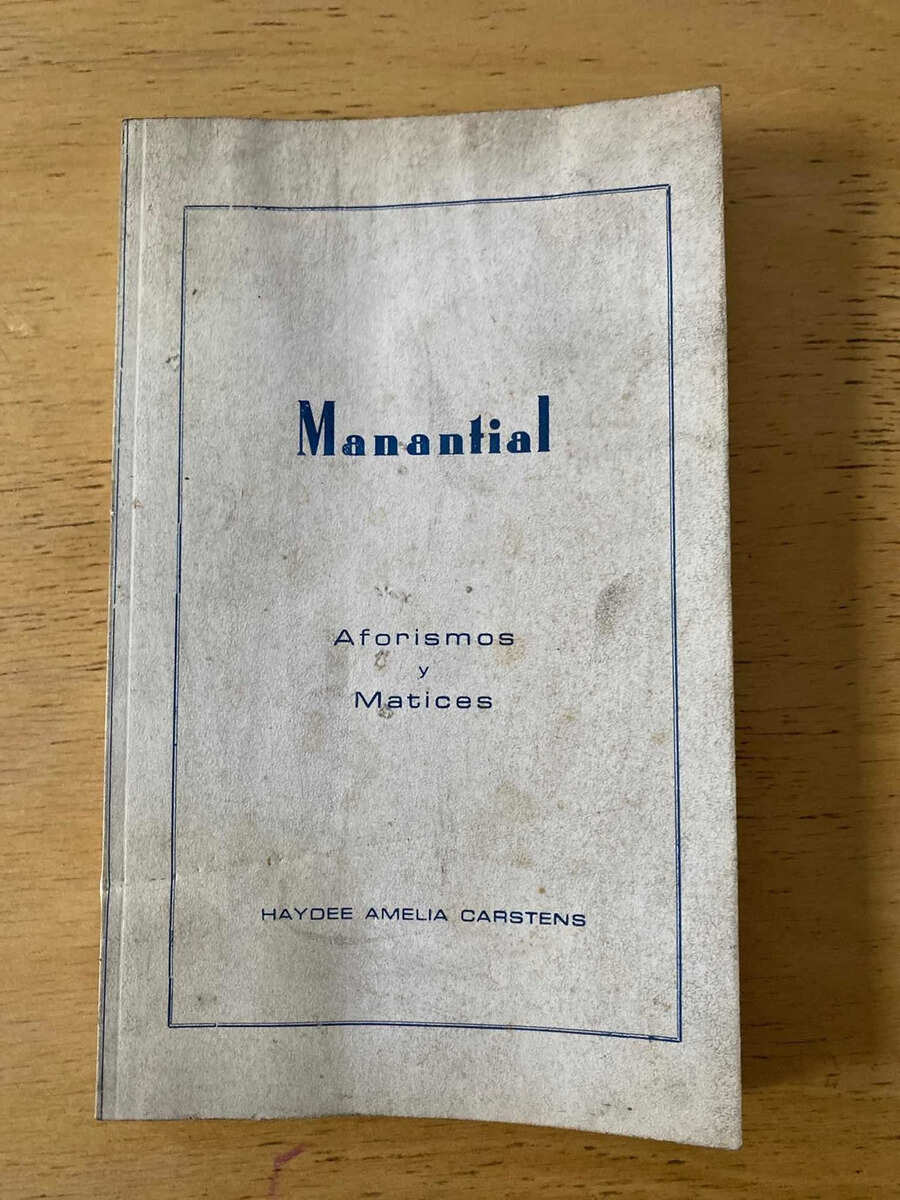 Manantial
Aforismos
y
Matices
HAYDEE AMELIA CARSTENS